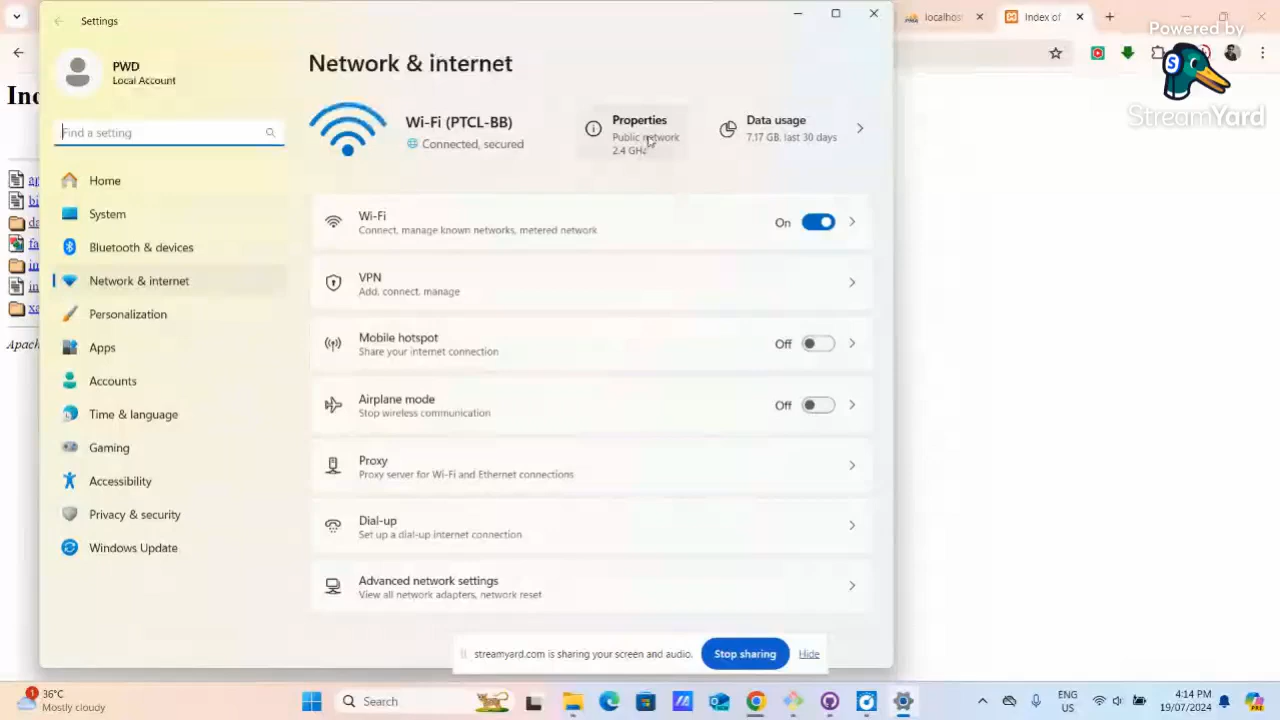 Settings
localhos
Index of
Powered by
StreamYard
PWD
Local Account
Find a setting
Home
System
Bluetooth & devices
Network & internet
Personalization
Apps
Accounts
Time & language
Gaming
Accessibility
Privacy & security
Windows Update
Network & internet
Wi-Fi (PTCL-BB)
Connected, secured
Properties
Public network
2.4 GHz
Data usage
7.17 GB, last 30 days
Wi-Fi
Connect, manage known networks, metered network
On
VPN
Add, connect, manage
Mobile hotspot
Share your internet connection
Off
Airplane mode
Stop wireless communication
Off
Proxy
Proxy server for Wi-Fi and Ethernet connections
Dial-up
Set up a dial-up internet connection
Advanced network settings
View all network adapters, network reset
Apach
streamyard.com is sharing your screen and audio.
Stop sharing
Hide
1
36°C
Mostly cloudy
Search
ENG
US
4:14 PM
19/07/2024